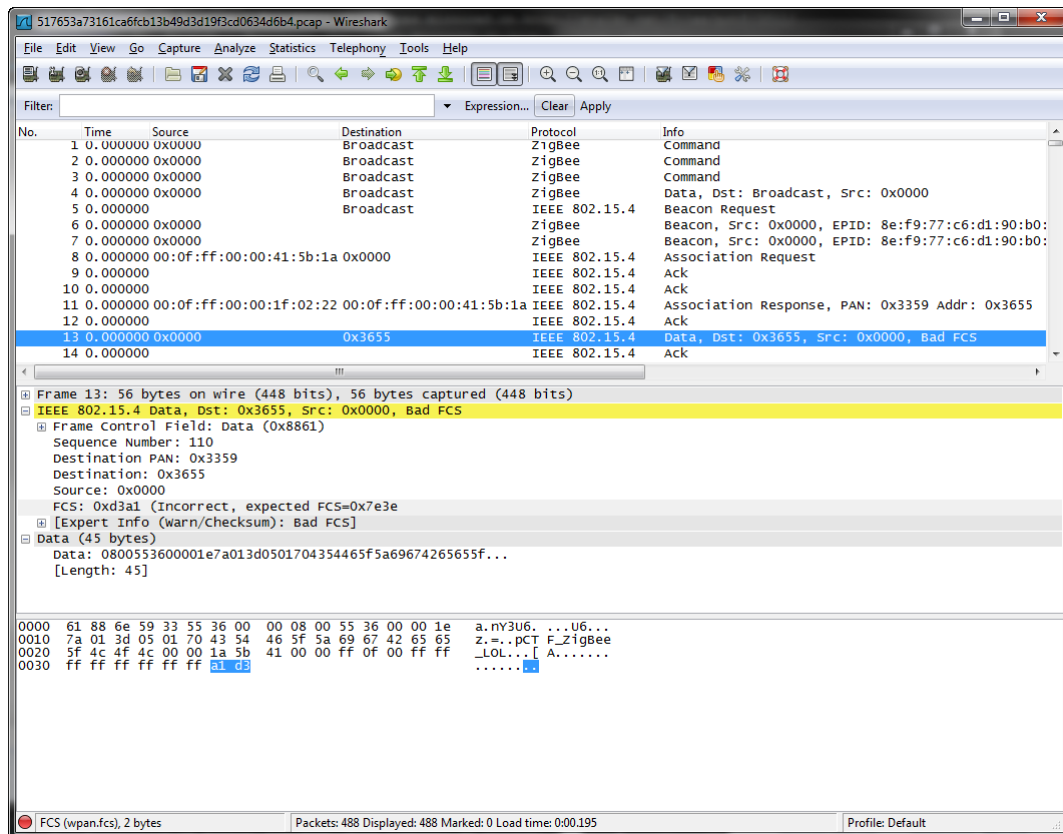 517653a73161ca6fcb13b49d3d19f3cd0634d6b4.pcap - Wireshark
File Edit View Go Capture Analyze Statistics Telephony Tools Help
Filter: Expression... Clear Apply
No. Time Source Destination Protocol Info
1 0.000000 0x0000 Broadcast ZigBee Command
2 0.000000 0x0000 Broadcast ZigBee Command
3 0.000000 0x0000 Broadcast ZigBee Command
4 0.000000 0x0000 Broadcast ZigBee Data, Dst: Broadcast, Src: 0x0000
5 0.000000 Broadcast IEEE 802.15.4 Beacon Request
6 0.000000 0x0000 ZigBee Beacon, Src: 0x0000, EPID: 8e:f9:77:c6:d1:90:b0:
7 0.000000 0x0000 ZigBee Beacon, Src: 0x0000, EPID: 8e:f9:77:c6:d1:90:b0:
8 0.000000 00:0f:ff:00:00:41:5b:1a 0x0000 IEEE 802.15.4 Association Request
9 0.000000 IEEE 802.15.4 Ack
10 0.000000 IEEE 802.15.4 Ack
11 0.000000 00:0f:ff:00:00:1f:02:22 00:0f:ff:00:00:41:5b:1a IEEE 802.15.4 Association Response, PAN: 0x3359 Addr: 0x3655
12 0.000000 IEEE 802.15.4 Ack
13 0.000000 0x0000 0x3655 IEEE 802.15.4 Data, Dst: 0x3655, Src: 0x0000, Bad FCS
14 0.000000 IEEE 802.15.4 Ack
Frame 13: 56 bytes on wire (448 bits), 56 bytes captured (448 bits)
IEEE 802.15.4 Data, Dst: 0x3655, Src: 0x0000, Bad FCS
Frame Control Field: Data (0x8861)
Sequence Number: 110
Destination PAN: 0x3359
Destination: 0x3655
Source: 0x0000
FCS: 0xd3a1 (Incorrect, expected FCS=0x7e3e
[Expert Info (Warn/Checksum): Bad FCS]
Data (45 bytes)
Data: 0800553600001e7a013d0501704354465f5a69674265655f...
[Length: 45]
0000 61 88 6e 59 33 55 36 00 00 08 00 55 36 00 00 1e a.nY3U6. ...U6...
0010 7a 01 3d 05 01 70 43 54 46 5f 5a 69 67 42 65 65 z.=..pCT F_ZigBee
0020 5f 4c 4f 4c 00 00 1a 5b 41 00 00 ff 0f 00 ff ff _LOL...[ A.......
0030 ff ff ff ff ff ff a1 d3 ........
FCS (wpan.fcs), 2 bytes Packets: 488 Displayed: 488 Marked: 0 Load time: 0:00.195 Profile: Default